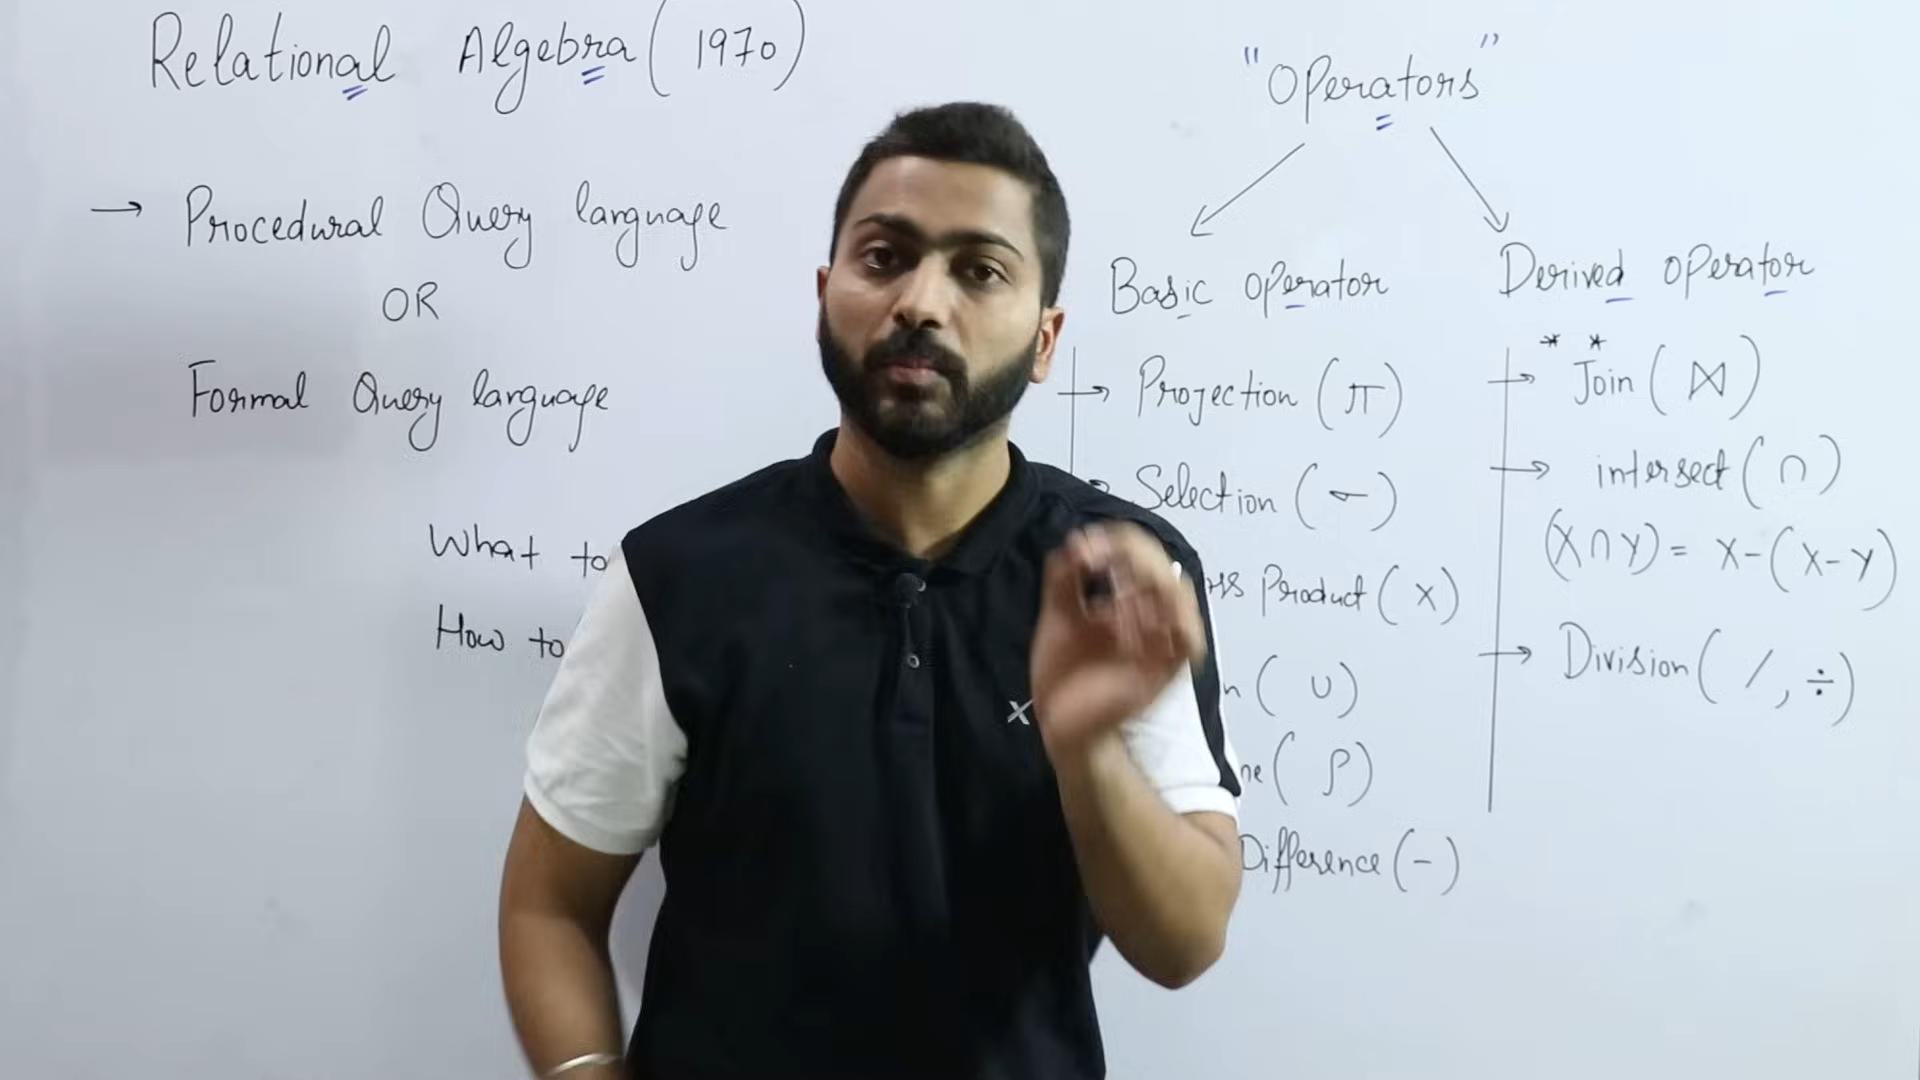 Relational Algebra (1970)
→ Procedural Query language
OR
Formal Query language
What to
How to
"Operators"
Basic operator
→ Projection (π)
Selection (σ)
Product (X)
(∪)
(ρ)
Difference (-)
Derived operator
→ * * Join (⋈)
→ intersect (∩)
(X∩Y) = X-(X-Y)
→ Division (/, ÷)
X